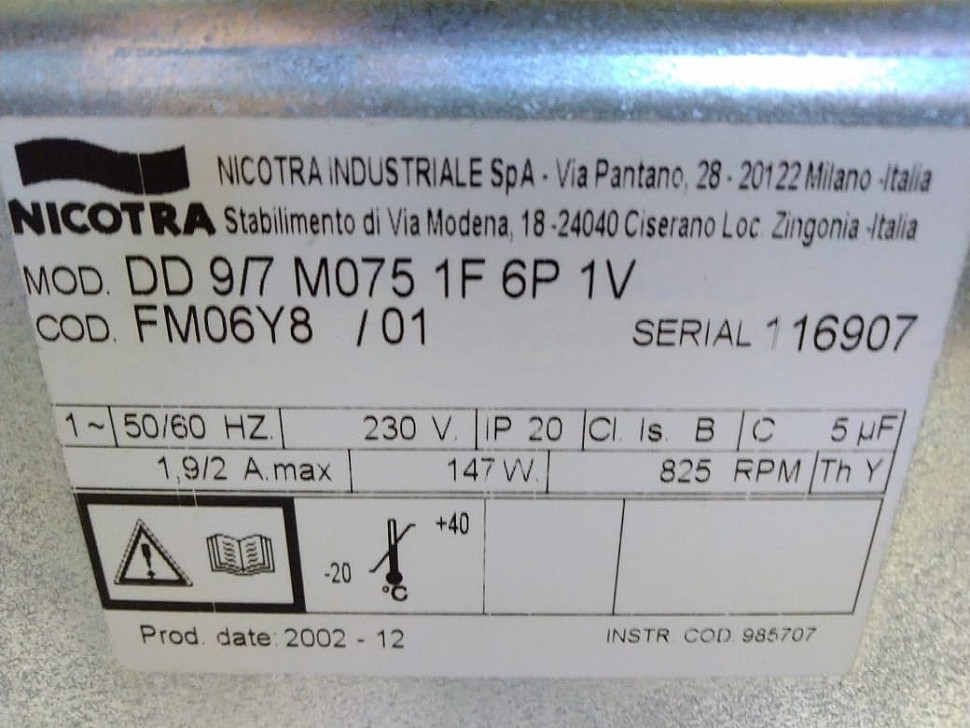 NICOTRA INDUSTRIALE SpA - Via Pantano, 28 - 20122 Milano -Italia
NICOTRA Stabilimento di Via Modena, 18 -24040 Ciserano Loc. Zingonia -Italia
MOD. DD 9/7 M075 1F 6P 1V
COD. FM06Y8 / 01 SERIAL 116907
1~ 50/60 HZ. 230 V. IP 20 Cl. Is. B C 5 µF
1,9/2 A.max 147 W. 825 RPM Th Y
+40
-20
°C
Prod. date: 2002 - 12 INSTR. COD. 985707